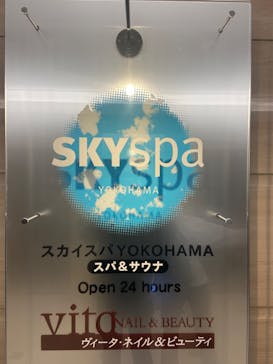 SKYspa
YOKOHAMA
スカイスパYOKOHAMA
スパ&サウナ
Open 24 hours
vita NAIL & BEAUTY
ヴィータ・ネイル&ビューティ